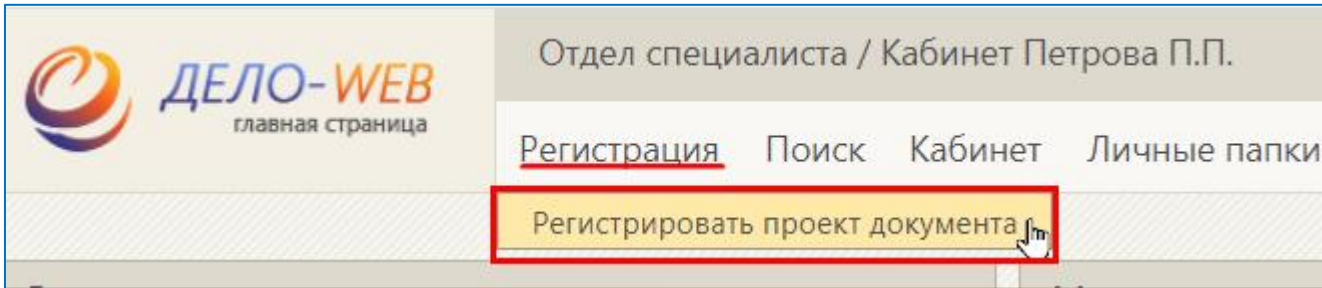 Отдел специалиста / Кабинет Петрова П.П.
ДЕЛО-WEB
главная страница
Регистрация Поиск Кабинет Личные папки
Регистрировать проект документа